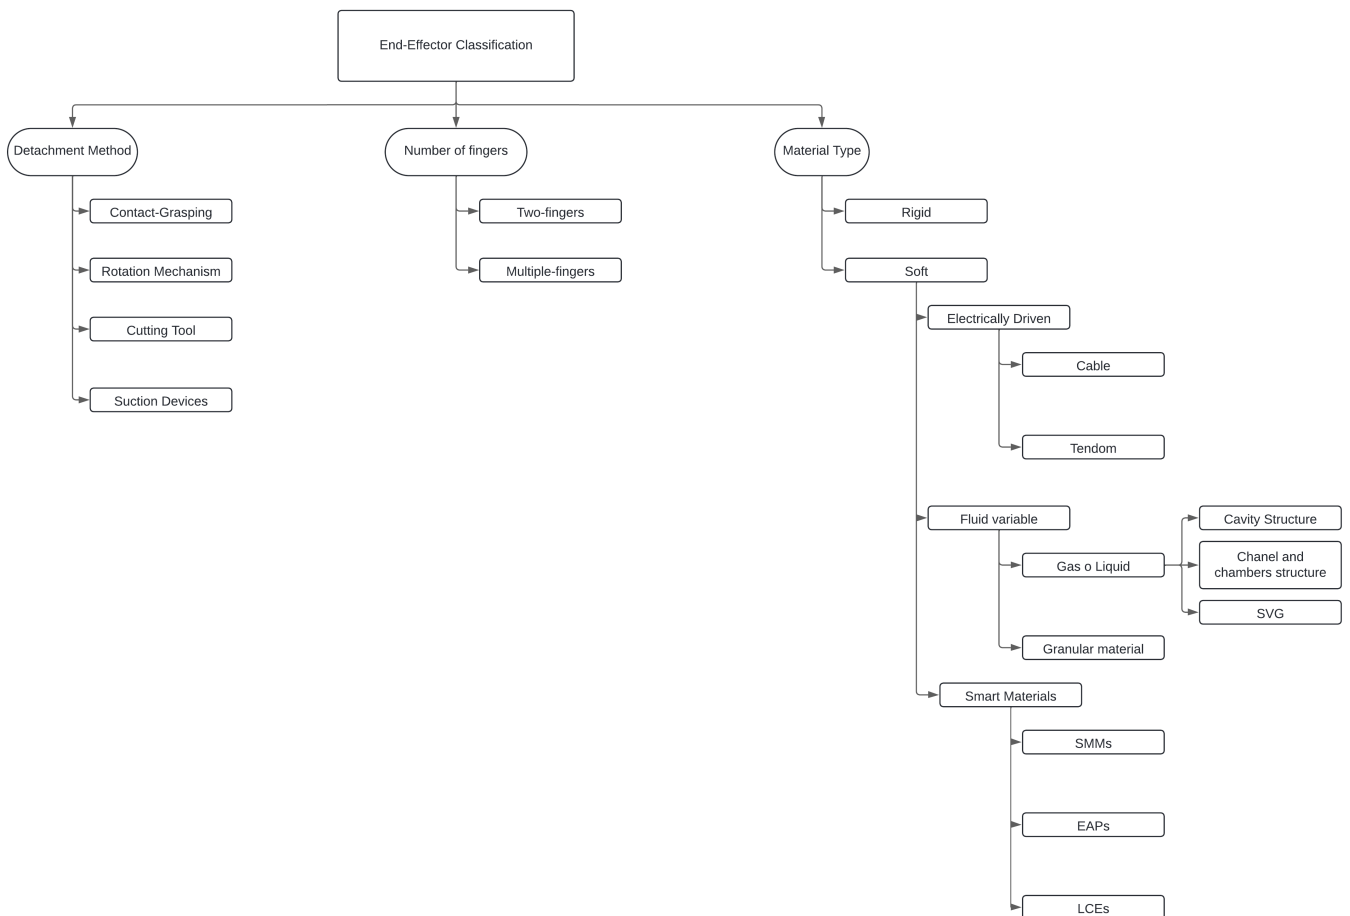 End-Effector Classification
Detachment Method
Number of fingers
Material Type
Contact-Grasping
Two-fingers
Rigid
Rotation Mechanism
Multiple-fingers
Soft
Electrically Driven
Cutting Tool
Cable
Suction Devices
Tendom
Fluid variable
Cavity Structure
Gas o Liquid
Chanel and
chambers structure
SVG
Granular material
Smart Materials
SMMs
EAPs
LCEs